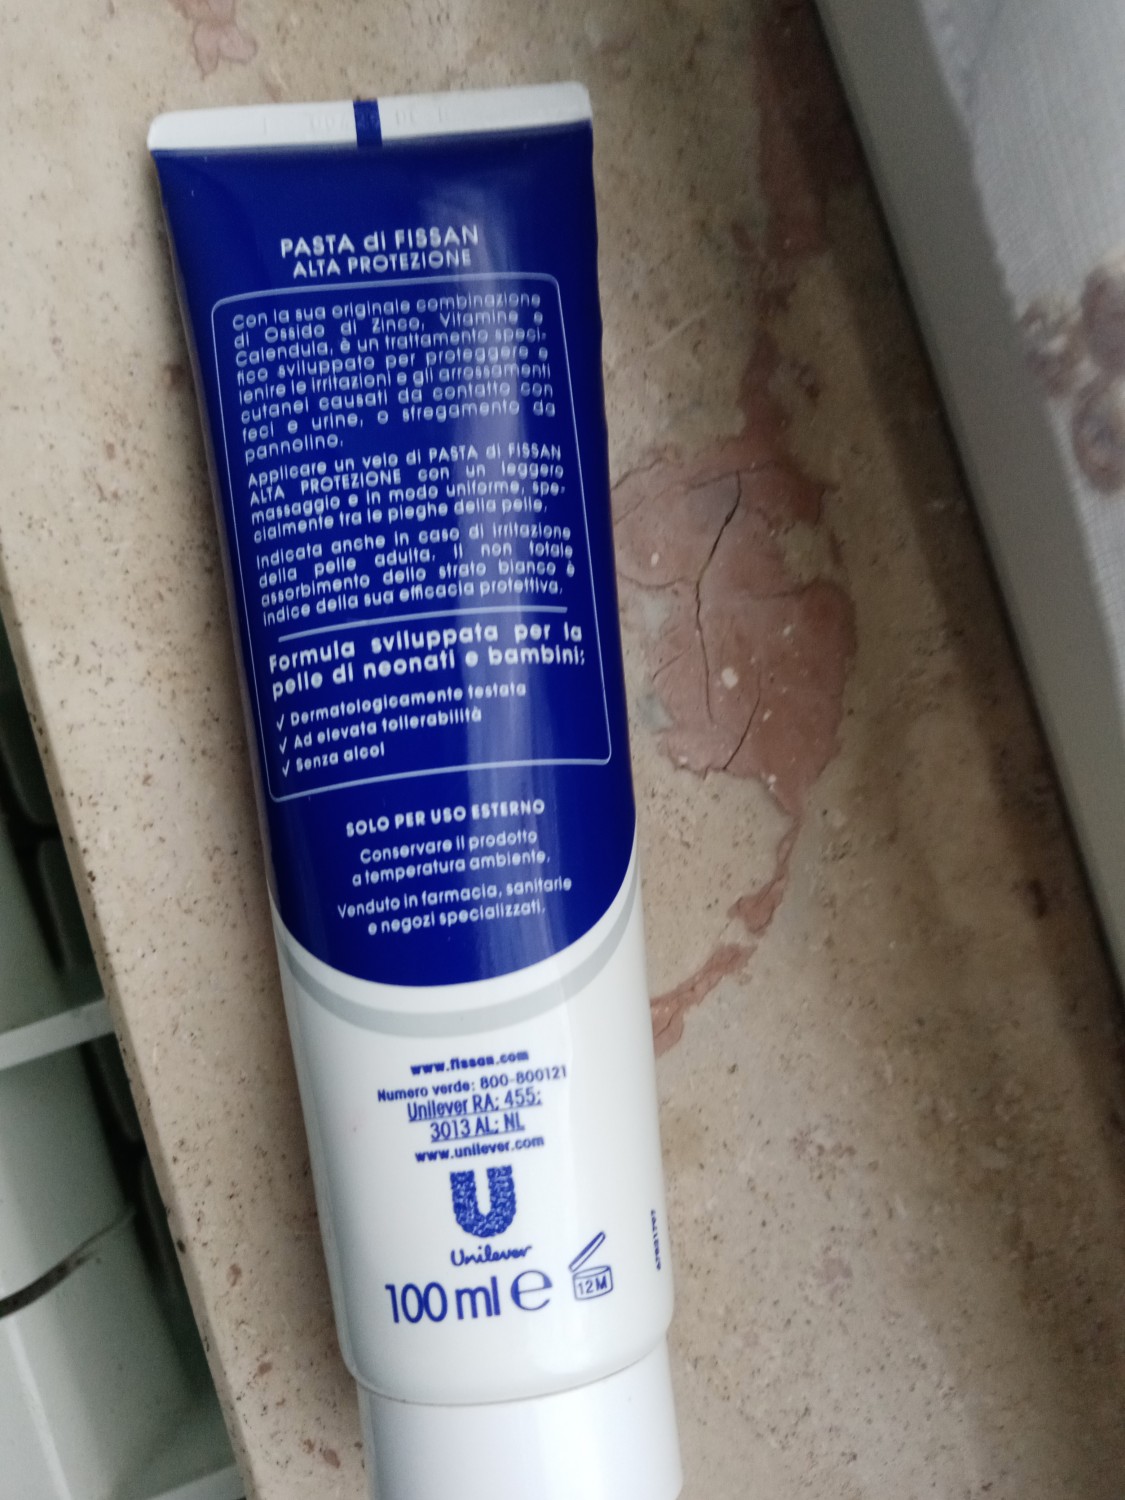 PASTA di FISSAN
ALTA PROTEZIONE
Con la sua originale combinazione
di Ossido di Zinco, Vitamine e
Calendula, è un trattamento speci-
fico sviluppato per proteggere e
lenire le irritazioni e gli arrossamenti
cutanei causati da contatto con
feci e urine, o sfregamento da
pannolino.
Applicare un velo di PASTA di FISSAN
ALTA PROTEZIONE con un leggero
massaggio e in modo uniforme, spe-
cialmente tra le pieghe della pelle.
Indicata anche in caso di irritazione
della pelle adulta. Il non totale
assorbimento dello strato bianco è
indice della sua efficacia protettiva.
Formula sviluppata per la
pelle di neonati e bambini:
√ Dermatologicamente testata
√ Ad elevata tollerabilità
√ Senza alcol
SOLO PER USO ESTERNO
Conservare il prodotto
a temperatura ambiente.
Venduto in farmacia, sanitarie
e negozi specializzati.
www.fissan.com
Numero verde: 800-800121
Unilever RA; 455;
3013 AL; NL
www.unilever.com
U
Unilever
100 ml e
12M